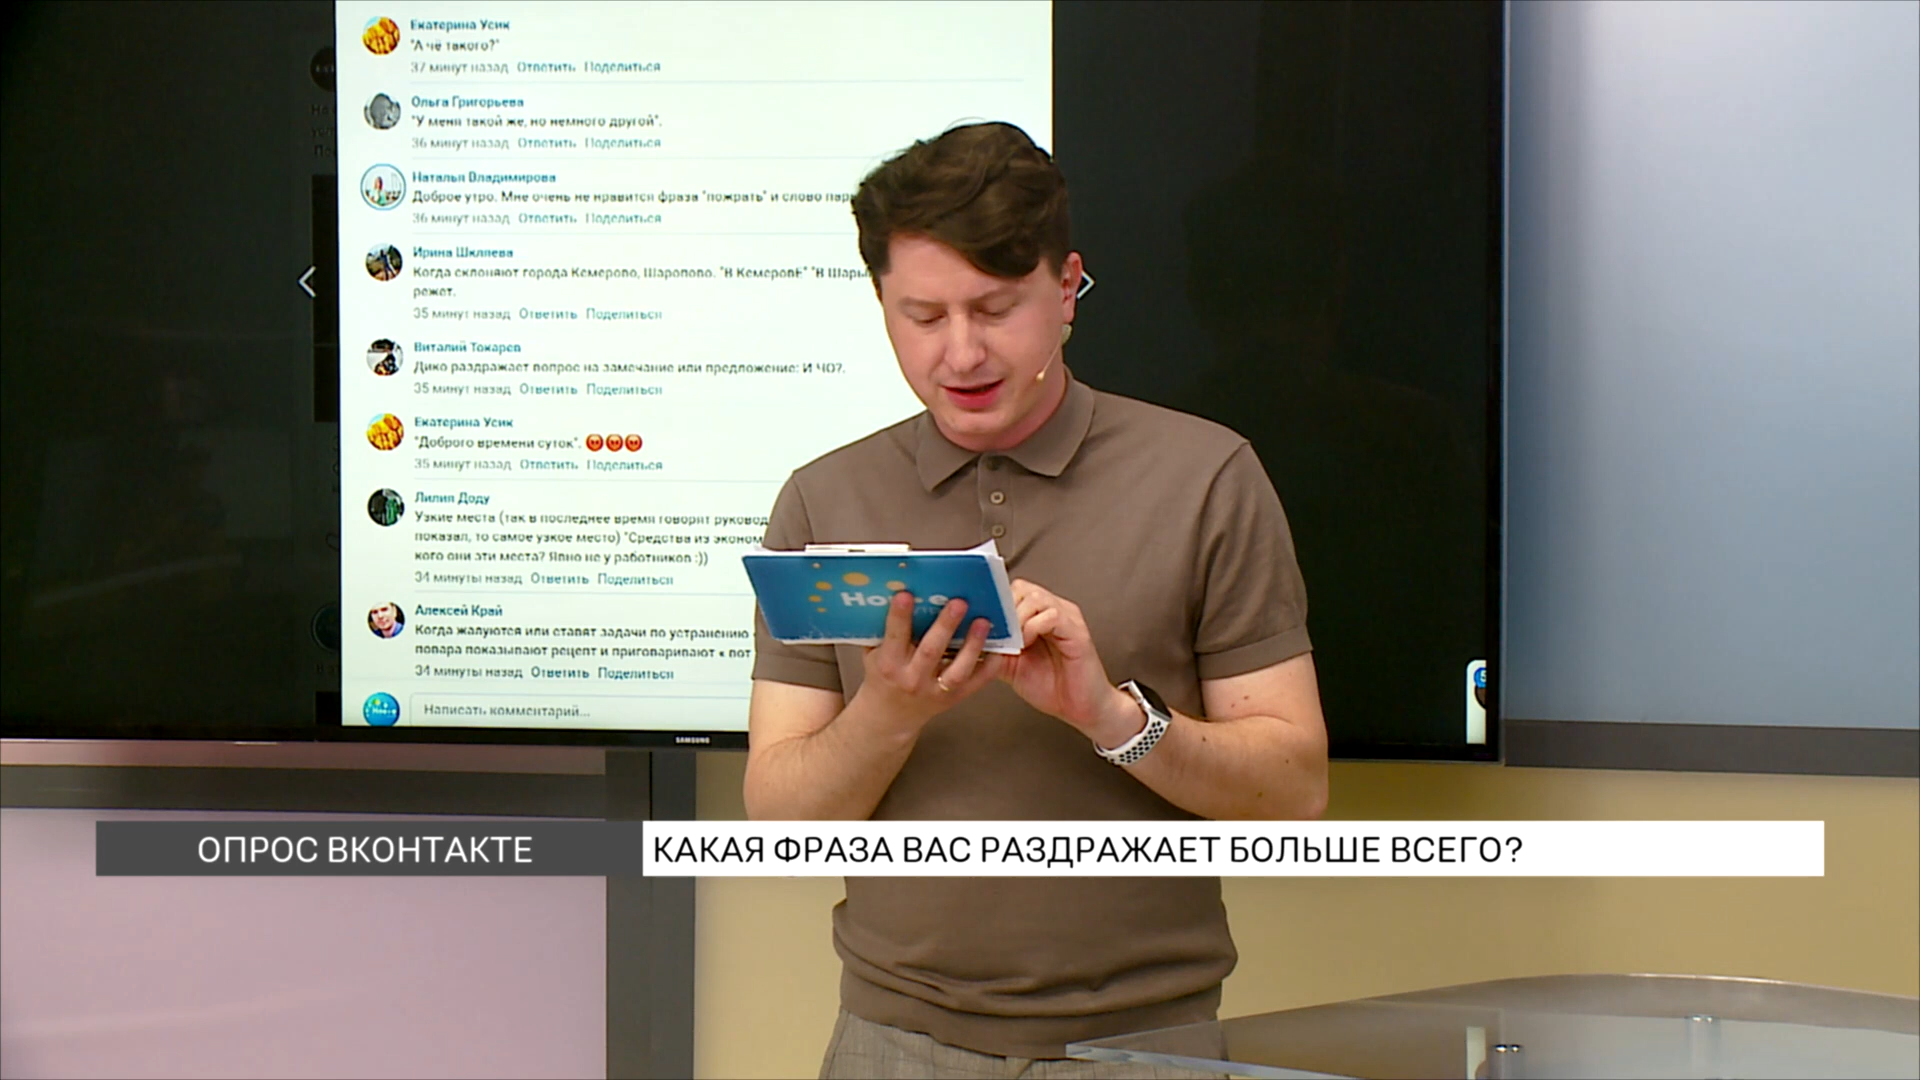 Екатерина Усик
"А чё такого?"
37 минут назад Ответить Поделиться
Ольга Григорьева
"У меня такой же, но немного другой".
36 минут назад Ответить Поделиться
Наталья Владимирова
Доброе утро. Мне очень не нравится фраза "пожрать" и слово
36 минут назад Ответить Поделиться
Ирина Шкляева
Когда склоняют города Кемерово, Шарыпово. "В КемеровЕ" "В
режет.
35 минут назад Ответить Поделиться
Виталий Токарев
Дико раздражает вопрос на замечание или предложение: И ЧО?.
35 минут назад Ответить Поделиться
Екатерина Усик
"Доброго времени суток". 😡😡😡
35 минут назад Ответить Поделиться
Лилия Доду
Узкие места (так в последнее время говорят
показал, то самое узкое место) "Средства из
кого они эти места? Явно не у работников :))
34 минуты назад Ответить Поделиться
Алексей Край
Когда жалуются или ставят задачи по устранению
повара показывают рецепт и приговаривают « вот
34 минуты назад Ответить Поделиться
Написать комментарий...
SAMSUNG
ОПРОС ВКОНТАКТЕ
КАКАЯ ФРАЗА ВАС РАЗДРАЖАЕТ БОЛЬШЕ ВСЕГО?